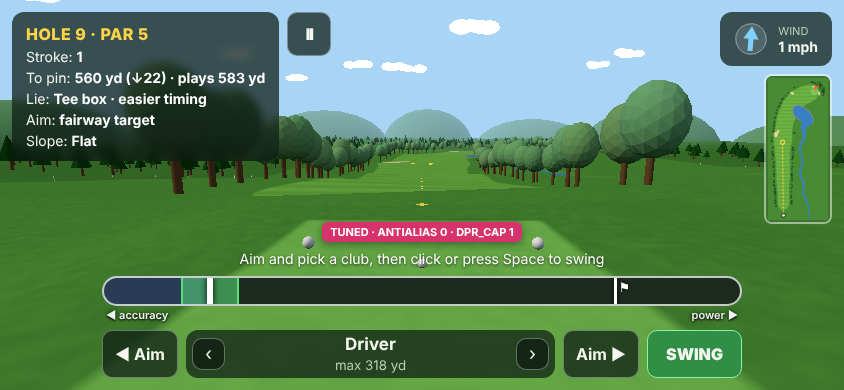 HOLE 9 · PAR 5
Stroke: 1
To pin: 560 yd (↓22) · plays 583 yd
Lie: Tee box · easier timing
Aim: fairway target
Slope: Flat
WIND
1 mph
TUNED · ANTIALIAS 0 · DPR_CAP 1
Aim and pick a club, then click or press Space to swing
◀ accuracy
power ▶
◀ Aim
‹
Driver
max 318 yd
›
Aim ▶
SWING